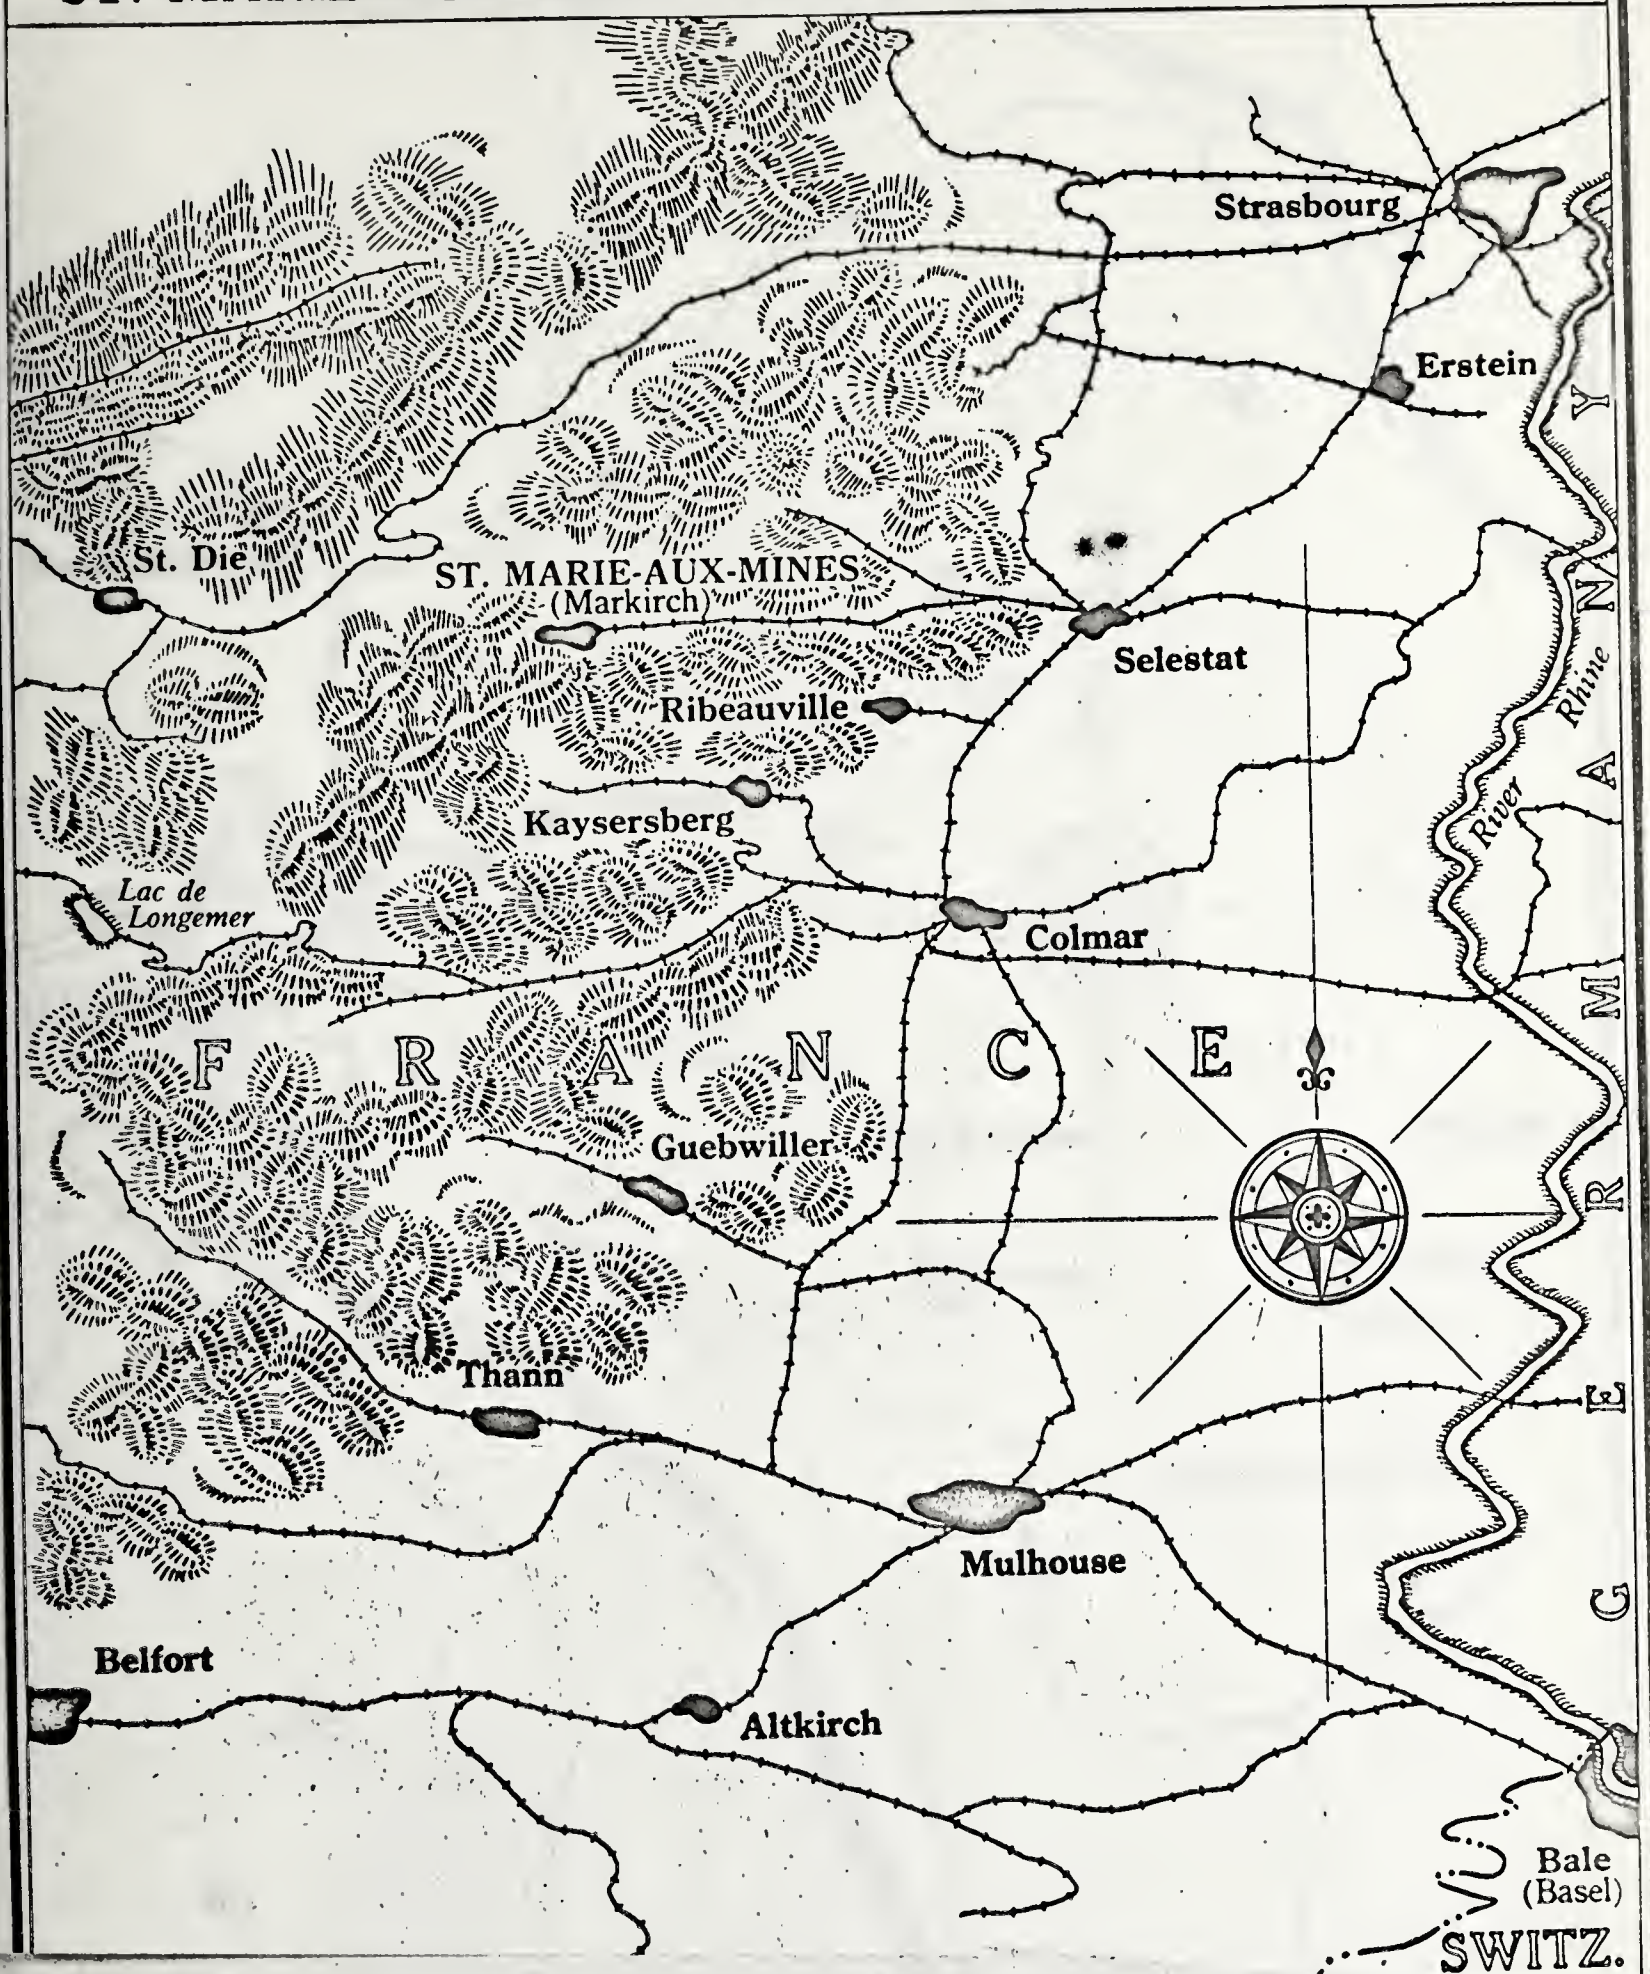 Strasbourg
Erstein
St. Dié
ST. MARIE-AUX-MINES
(Markirch)
Selestat
Ribeauville
Kaysersberg
Rhine
River
Lac de
Longemer
Colmar
FRANCE
GERMANY
Guebwiller
Thann
Mulhouse
Belfort
Altkirch
Bale
(Basel)
SWITZ.